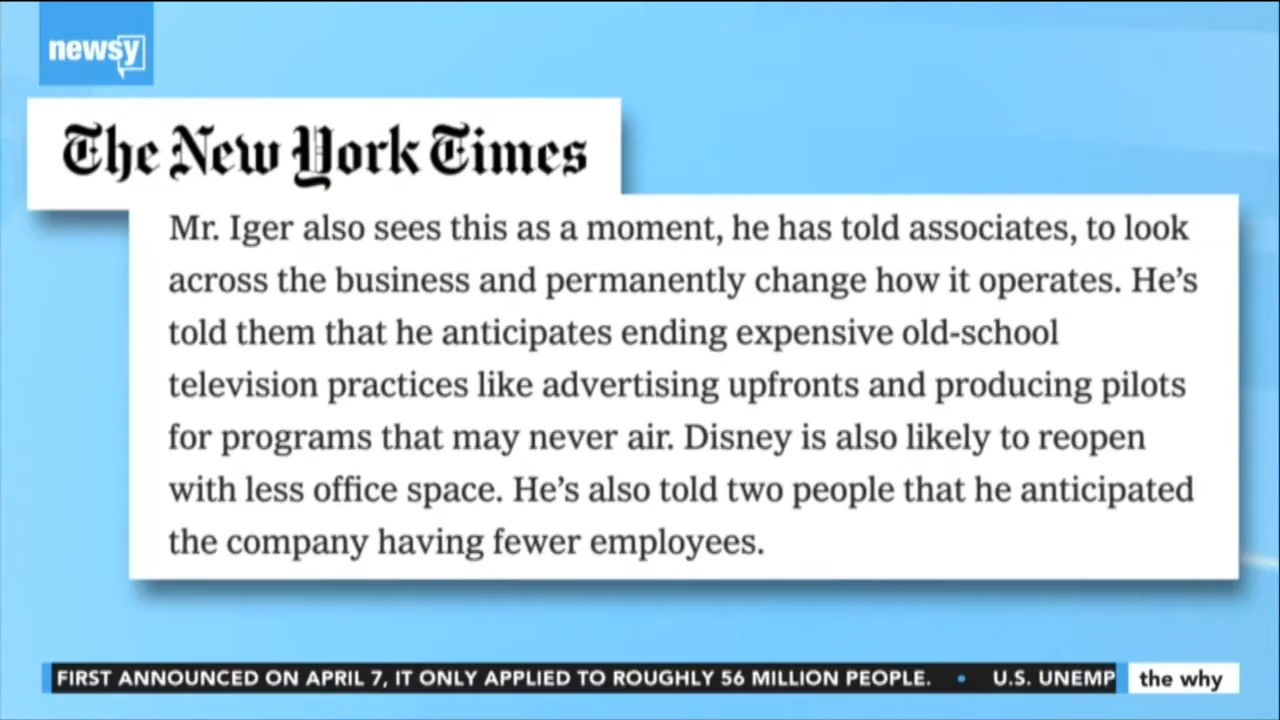 newsy
The New York Times
Mr. Iger also sees this as a moment, he has told associates, to look
across the business and permanently change how it operates. He’s
told them that he anticipates ending expensive old-school
television practices like advertising upfronts and producing pilots
for programs that may never air. Disney is also likely to reopen
with less office space. He’s also told two people that he anticipated
the company having fewer employees.
FIRST ANNOUNCED ON APRIL 7, IT ONLY APPLIED TO ROUGHLY 56 MILLION PEOPLE. • U.S. UNEMP
the why